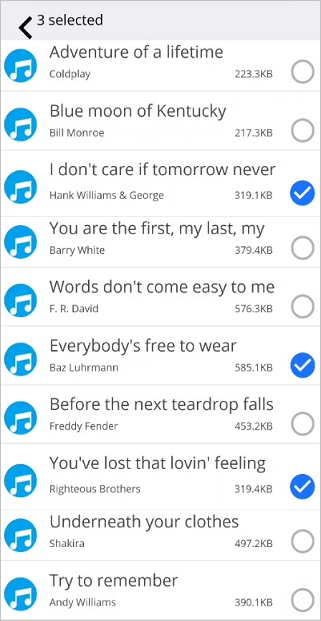 3 selected
Adventure of a lifetime
Coldplay 223.3KB
Blue moon of Kentucky
Bill Monroe 217.3KB
I don't care if tomorrow never
Hank Williams & George 319.1KB
You are the first, my last, my
Barry White 379.4KB
Words don't come easy to me
F. R. David 576.3KB
Everybody's free to wear
Baz Luhrmann 585.1KB
Before the next teardrop falls
Freddy Fender 453.2KB
You've lost that lovin' feeling
Righteous Brothers 319.4KB
Underneath your clothes
Shakira 497.2KB
Try to remember
Andy Williams 390.1KB